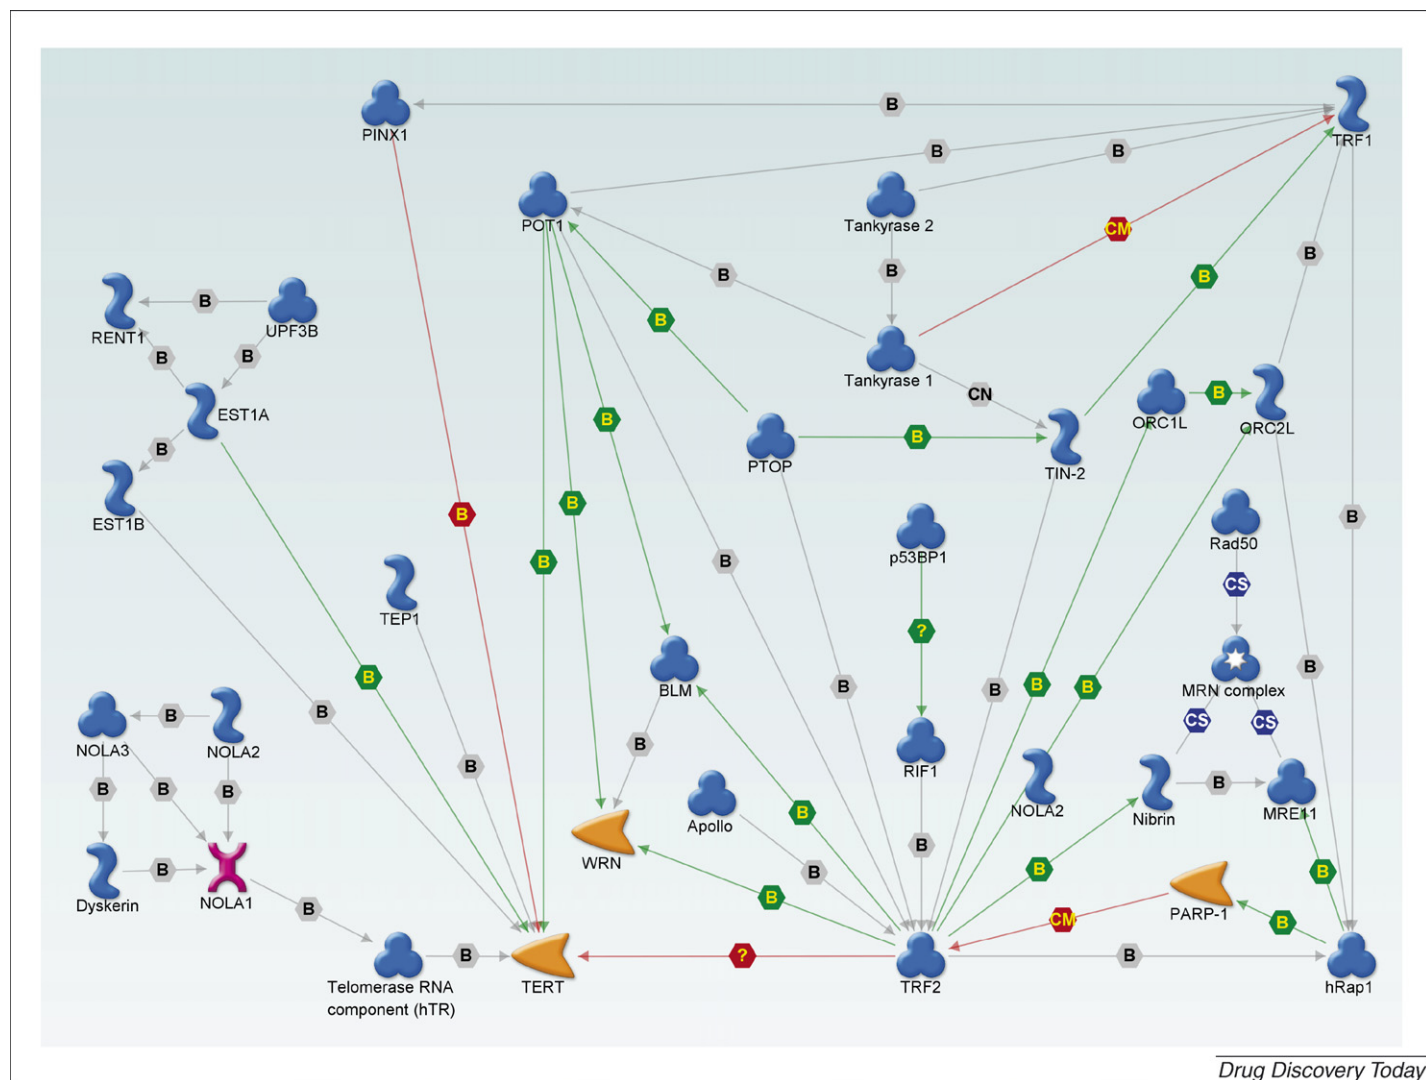 B
PINX1
TRF1
B
B
POT1
Tankyrase 2
CM
B
B
B
B
B
RENT1
UPF3B
B
B
B
Tankyrase 1
CN
EST1A
B
B
ORC1L
ORC2L
B
B
PTOP
B
TIN-2
EST1B
B
B
B
Rad50
p53BP1
B
B
CS
TEP1
?
B
BLM
B
MRN complex
B
B
B
B
B
CS
CS
NOLA3
NOLA2
B
RIF1
B
B
B
B
B
NOLA2
Nibrin
B
MRE11
Apollo
B
WRN
B
B
B
B
B
Dyskerin
NOLA1
B
PARP-1
B
CM
B
B
?
B
Telomerase RNA
component (hTR)
TERT
TRF2
hRap1
Drug Discovery Today